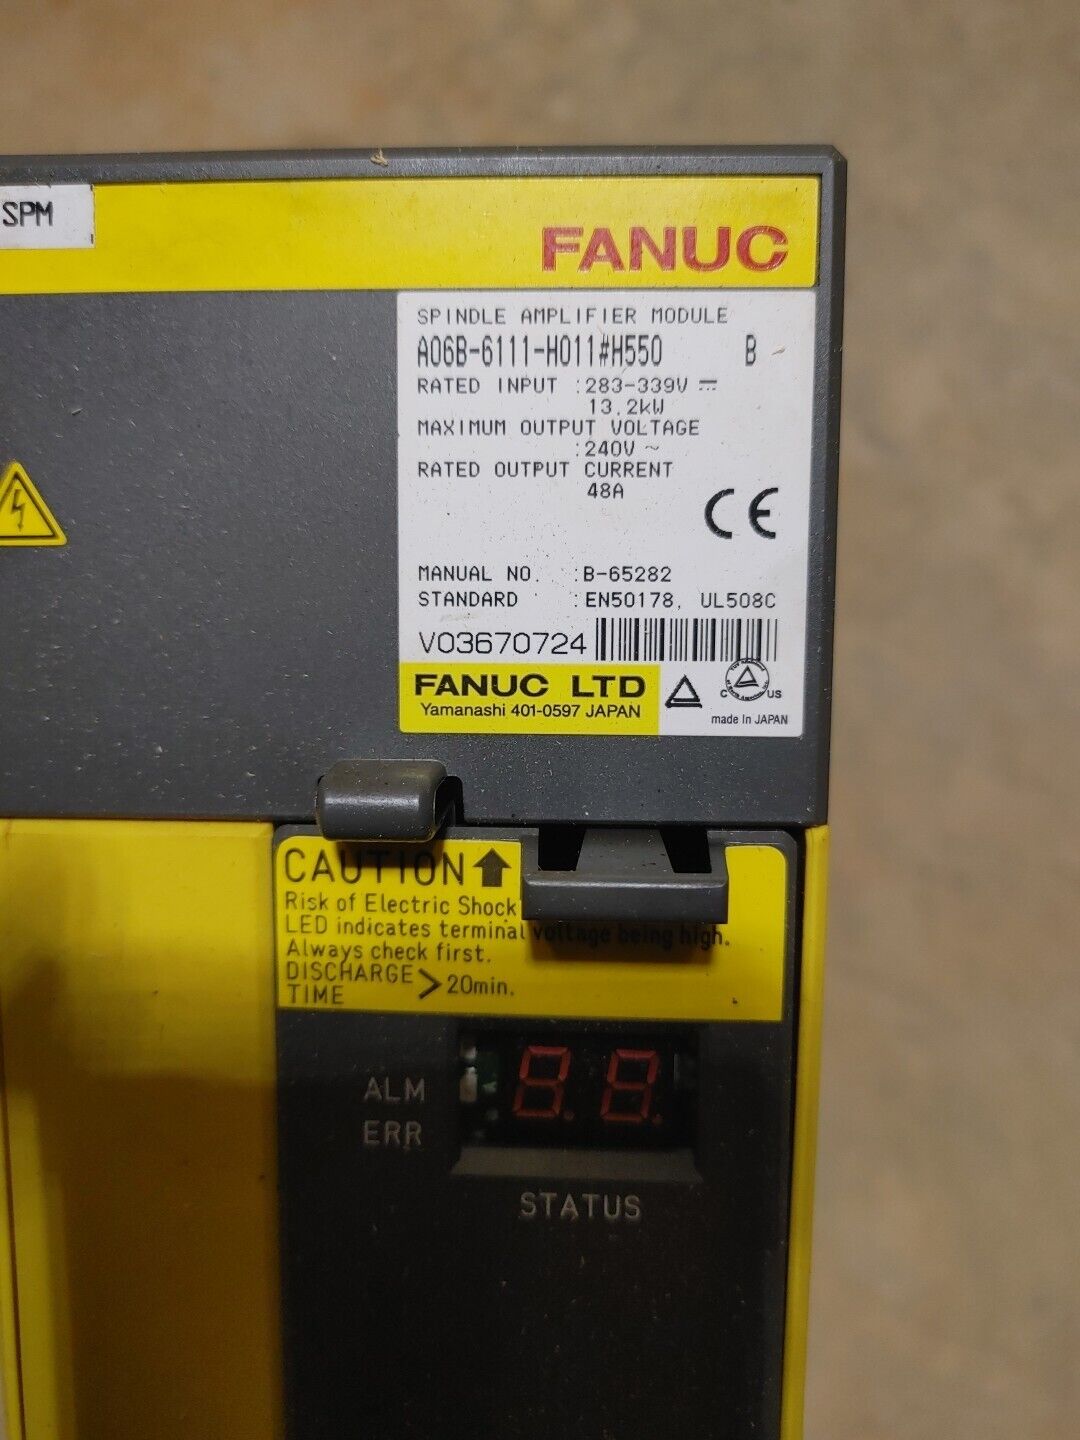 SPM
FANUC
SPINDLE AMPLIFIER MODULE
A06B-6111-H011#H550 B
RATED INPUT :283-339V ⎓
13.2kW
MAXIMUM OUTPUT VOLTAGE
:240V ~
RATED OUTPUT CURRENT
48A
CE
MANUAL NO. :B-65282
STANDARD :EN50178, UL508C
V03670724
FANUC LTD
Yamanashi 401-0597 JAPAN
C US
made in JAPAN
CAUTION
Risk of Electric Shock
LED indicates terminal voltage being high.
Always check first.
DISCHARGE
TIME > 20min.
8.8.
ALM
ERR
STATUS